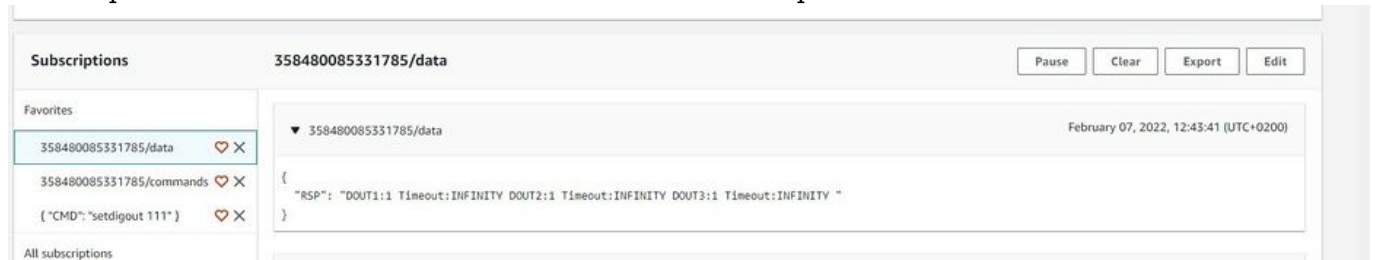 Subscriptions
358480085331785/data
Pause
Clear
Export
Edit
Favorites
358480085331785/data
358480085331785/commands
{ "CMD": "setdigout 111" }
All subscriptions
▼ 358480085331785/data
February 07, 2022, 12:43:41 (UTC+0200)
{
"RSP": "DOUT1:1 Timeout:INFINITY DOUT2:1 Timeout:INFINITY DOUT3:1 Timeout:INFINITY "
}